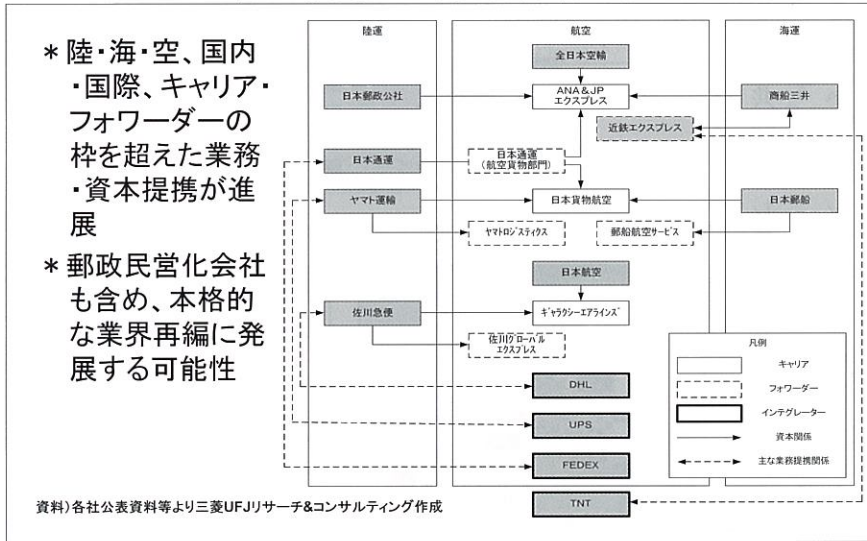 ＊陸・海・空、国内
・国際、キャリア・
フォワーダーの
枠を超えた業務
・資本提携が進
展
＊郵政民営化会社
も含め、本格的
な業界再編に発
展する可能性
陸運
航空
海運
全日本空輸
日本郵政公社
ANA＆JP
エクスプレス
商船三井
近鉄エクスプレス
日本通運
日本通運
(航空貨物部門)
ヤマト運輸
日本貨物航空
日本郵船
ヤマトロジスティクス
郵船航空サービス
日本航空
佐川急便
ギャラクシーエアラインズ
佐川グローバル
エクスプレス
DHL
UPS
FEDEX
TNT
凡例
キャリア
フォワーダー
インテグレーター
資本関係
主な業務提携関係
資料）各社公表資料等より三菱UFJリサーチ&コンサルティング作成